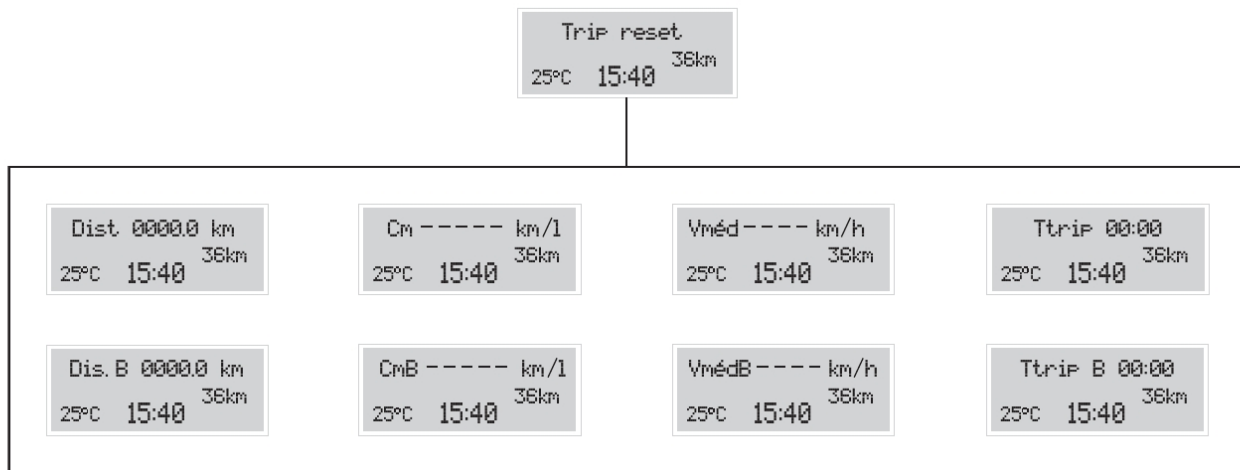 Trip reset
36km
25°C 15:40
Dist. 0000.0 km
36km
25°C 15:40
Cm ----- km/l
36km
25°C 15:40
Vméd ---- km/h
36km
25°C 15:40
Ttrip 00:00
36km
25°C 15:40
Dis. B 0000.0 km
36km
25°C 15:40
CmB ----- km/l
36km
25°C 15:40
VmédB ---- km/h
36km
25°C 15:40
Ttrip B 00:00
36km
25°C 15:40